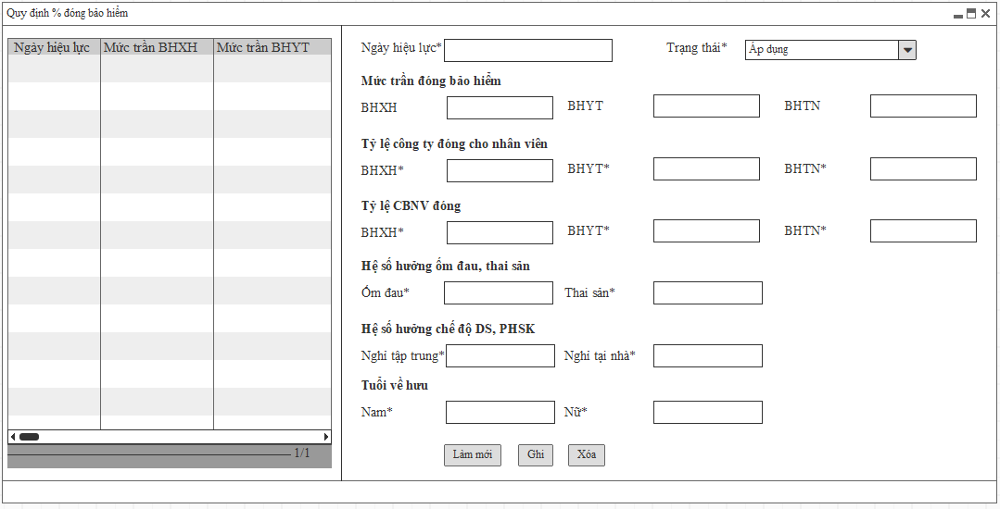 Quy định % đóng bảo hiểm
Ngày hiệu lực Mức trần BHXH Mức trần BHYT
1/1
Ngày hiệu lực* Trạng thái* Áp dụng
Mức trần đóng bảo hiểm
BHXH BHYT BHTN
Tỷ lệ công ty đóng cho nhân viên
BHXH* BHYT* BHTN*
Tỷ lệ CBNV đóng
BHXH* BHYT* BHTN*
Hệ số hưởng ốm đau, thai sản
Ốm đau* Thai sản*
Hệ số hưởng chế độ DS, PHSK
Nghỉ tập trung* Nghỉ tại nhà*
Tuổi về hưu
Nam* Nữ*
Làm mới Ghi Xóa